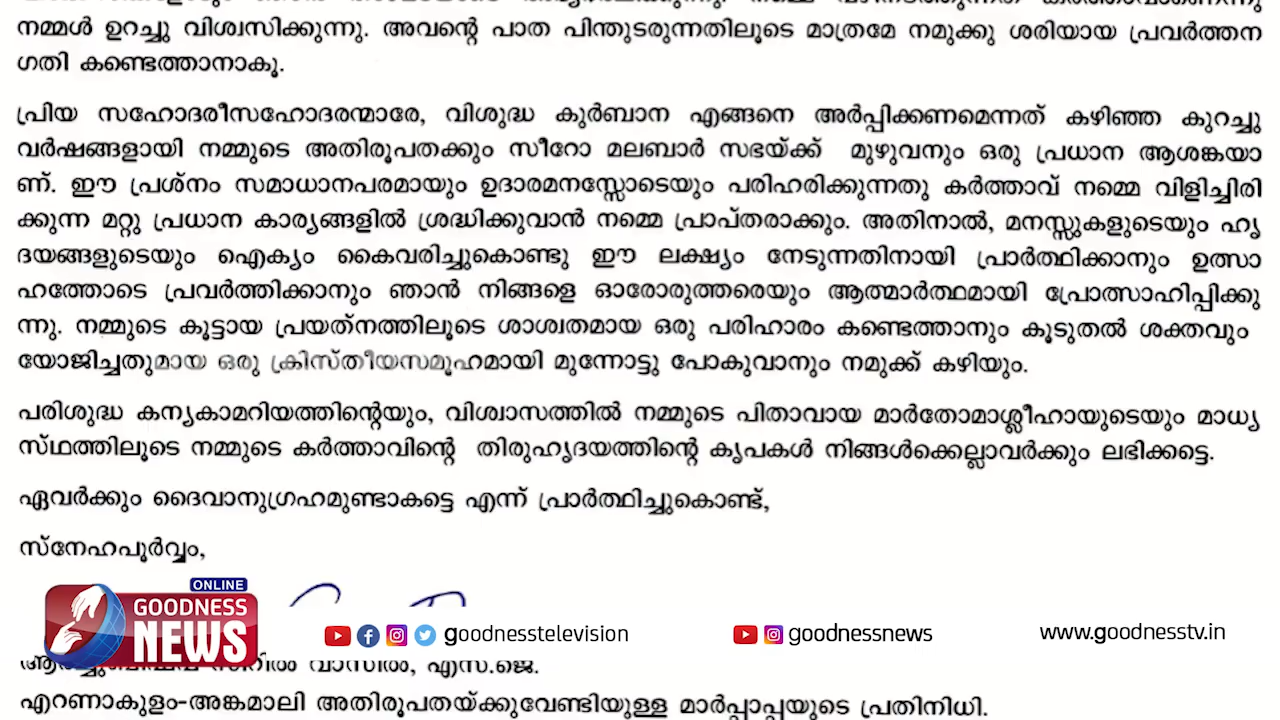 നമ്മൾ ഉറച്ചു വിശ്വസിക്കുന്നു. അവന്റെ പാത പിന്തുടരുന്നതിലൂടെ മാത്രമേ നമുക്കു ശരിയായ പ്രവർത്തന
ഗതി കണ്ടെത്താനാകൂ.
പ്രിയ സഹോദരീസഹോദരന്മാരേ, വിശുദ്ധ കുർബാന എങ്ങനെ അർപ്പിക്കണമെന്നത് കഴിഞ്ഞ കുറച്ചു
വർഷങ്ങളായി നമ്മുടെ അതിരൂപതക്കും സീറോ മലബാർ സഭയ്ക്ക് മുഴുവനും ഒരു പ്രധാന ആശങ്കയാ
ണ്. ഈ പ്രശ്നം സമാധാനപരമായും ഉദാരമനസ്സോടെയും പരിഹരിക്കുന്നതു കർത്താവ് നമ്മെ വിളിച്ചിരി
ക്കുന്ന മറ്റു പ്രധാന കാര്യങ്ങളിൽ ശ്രദ്ധിക്കുവാൻ നമ്മെ പ്രാപ്തരാക്കും. അതിനാൽ, മനസ്സുകളുടെയും ഹൃ
ദയങ്ങളുടെയും ഐക്യം കൈവരിച്ചുകൊണ്ടു ഈ ലക്ഷ്യം നേടുന്നതിനായി പ്രാർത്ഥിക്കാനും ഉത്സാ
ഹത്തോടെ പ്രവർത്തിക്കാനും ഞാൻ നിങ്ങളെ ഓരോരുത്തരെയും ആത്മാർത്ഥമായി പ്രോത്സാഹിപ്പിക്കു
ന്നു. നമ്മുടെ കൂട്ടായ പ്രയത്നത്തിലൂടെ ശാശ്വതമായ ഒരു പരിഹാരം കണ്ടെത്താനും കൂടുതൽ ശക്തവും
യോജിച്ചതുമായ ഒരു ക്രിസ്തീയസമൂഹമായി മുന്നോട്ടു പോകുവാനും നമുക്ക് കഴിയും.
പരിശുദ്ധ കന്യകാമറിയത്തിന്റെയും, വിശ്വാസത്തിൽ നമ്മുടെ പിതാവായ മാർതോമാശ്ലീഹായുടെയും മാധ്യ
സ്ഥത്തിലൂടെ നമ്മുടെ കർത്താവിന്റെ തിരുഹൃദയത്തിന്റെ കൃപകൾ നിങ്ങൾക്കെല്ലാവർക്കും ലഭിക്കട്ടെ.
ഏവർക്കും ദൈവാനുഗ്രഹമുണ്ടാകട്ടെ എന്ന് പ്രാർത്ഥിച്ചുകൊണ്ട്,
സ്നേഹപൂർവ്വം,
ONLINE
GOODNESS
NEWS
goodnesstelevision
goodnessnews
www.goodnesstv.in
വാസിൽ, എസ്.ജെ.
എറണാകുളം-അങ്കമാലി അതിരൂപതയ്ക്കുവേണ്ടിയുള്ള മാർപ്പാപ്പയുടെ പ്രതിനിധി.